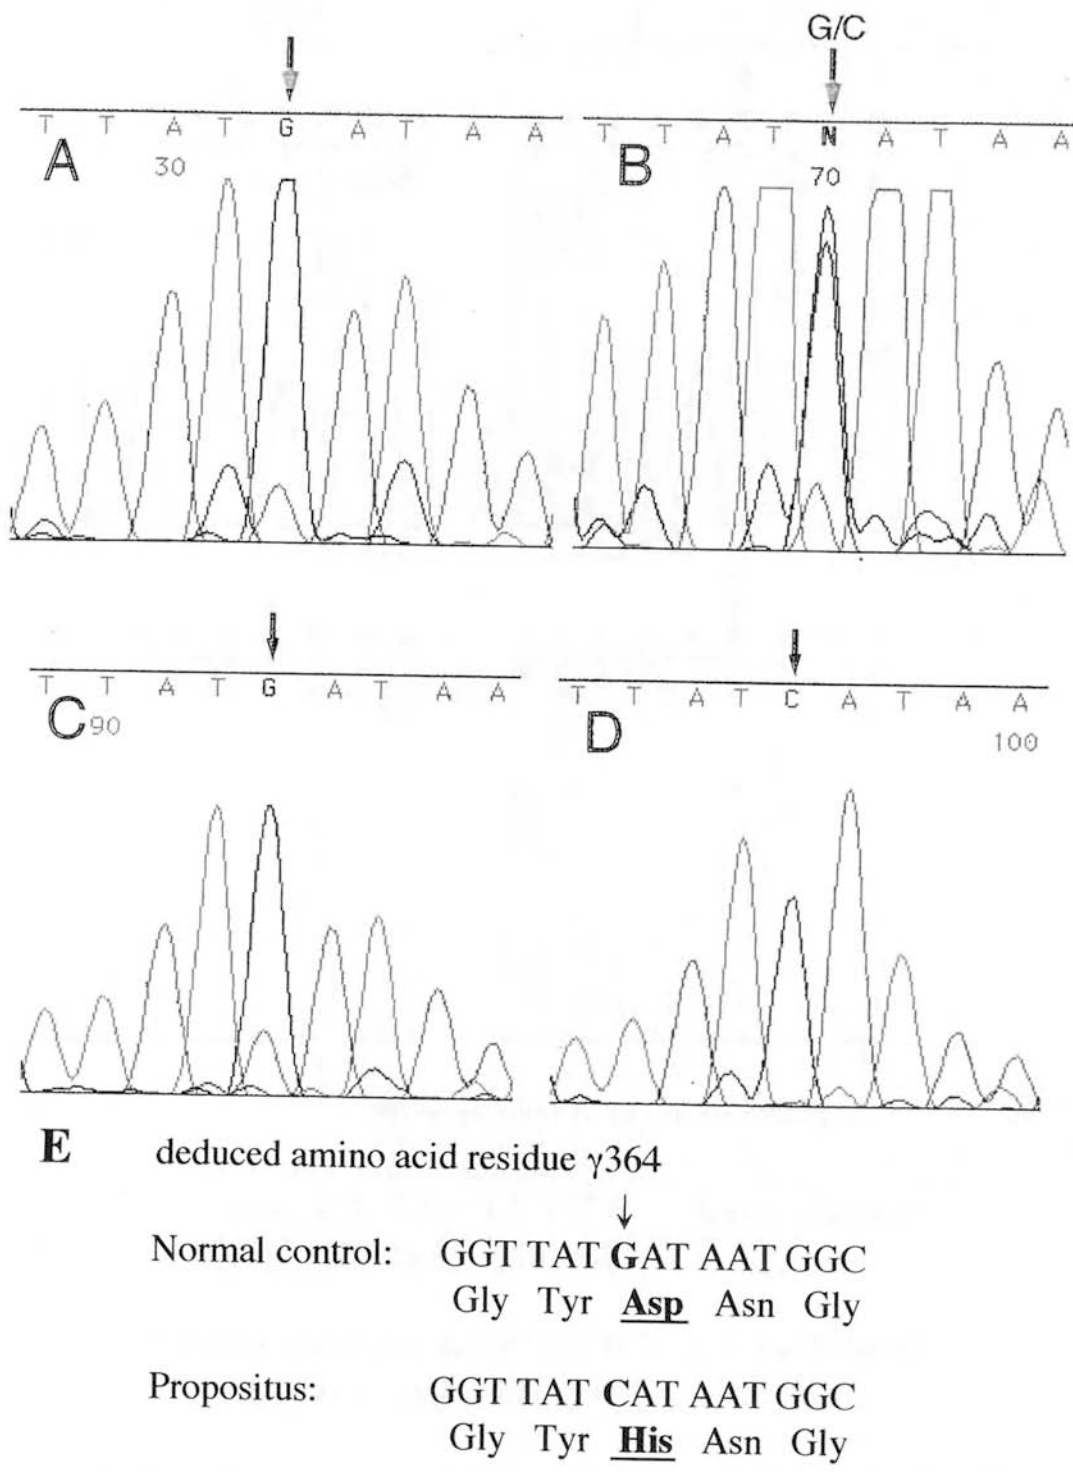 G/C
T T A T G A T A A
T T A T N A T A A
A
30
B
70
T T A T G A T A A
T T A T C A T A A
C
90
D
100
E deduced amino acid residue γ364
Normal control: GGT TAT GAT AAT GGC
Gly Tyr Asp Asn Gly
Propositus: GGT TAT CAT AAT GGC
Gly Tyr His Asn Gly